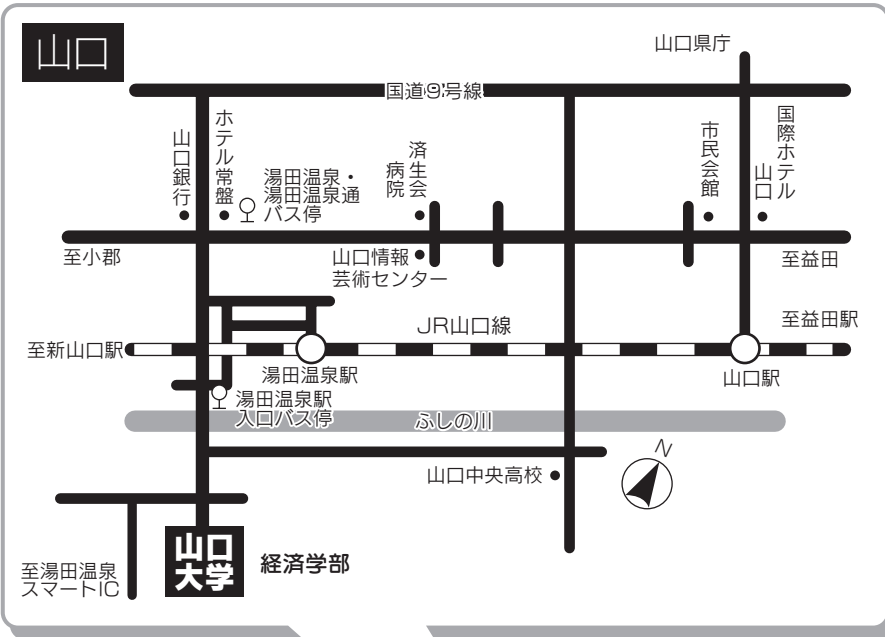 山口
山口県庁
国道9号線
山口銀行
ホテル常盤
湯田温泉・
湯田温泉通
バス停
済生会
病院
市民会館
国際ホテル
山口
至小郡
山口情報
芸術センター
至益田
JR山口線
至益田駅
至新山口駅
湯田温泉駅
山口駅
湯田温泉駅
入口バス停
ふしの川
N
山口中央高校
山口
大学
経済学部
至湯田温泉
スマートIC